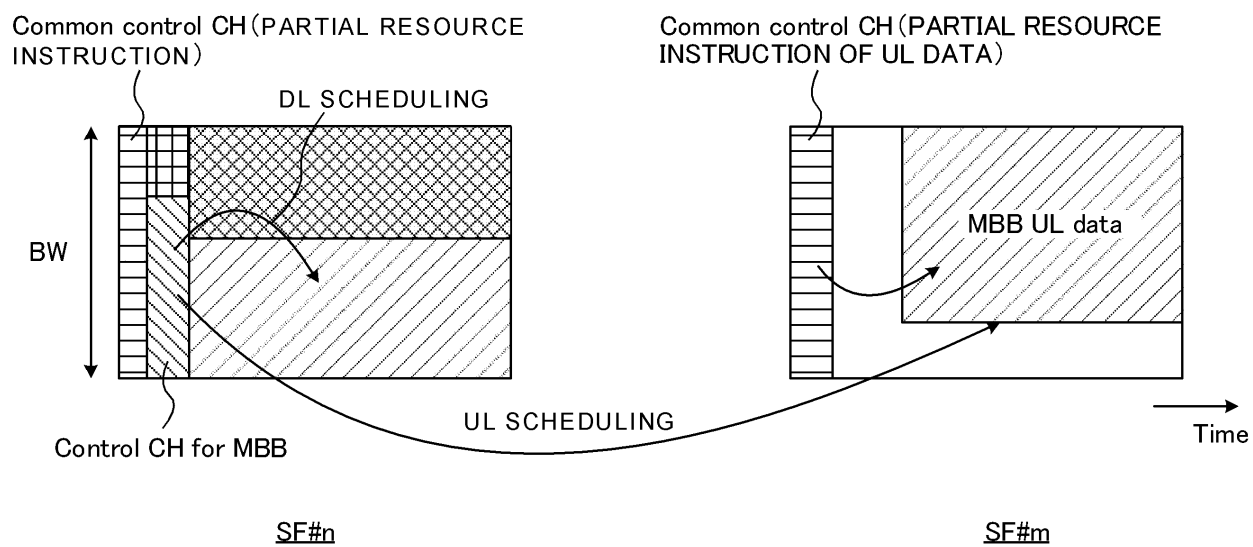 Common control CH(PARTIAL RESOURCE
INSTRUCTION)
Common control CH(PARTIAL RESOURCE
INSTRUCTION OF UL DATA)
DL SCHEDULING
BW
MBB UL data
UL SCHEDULING
Control CH for MBB
Time
SF#n
SF#m